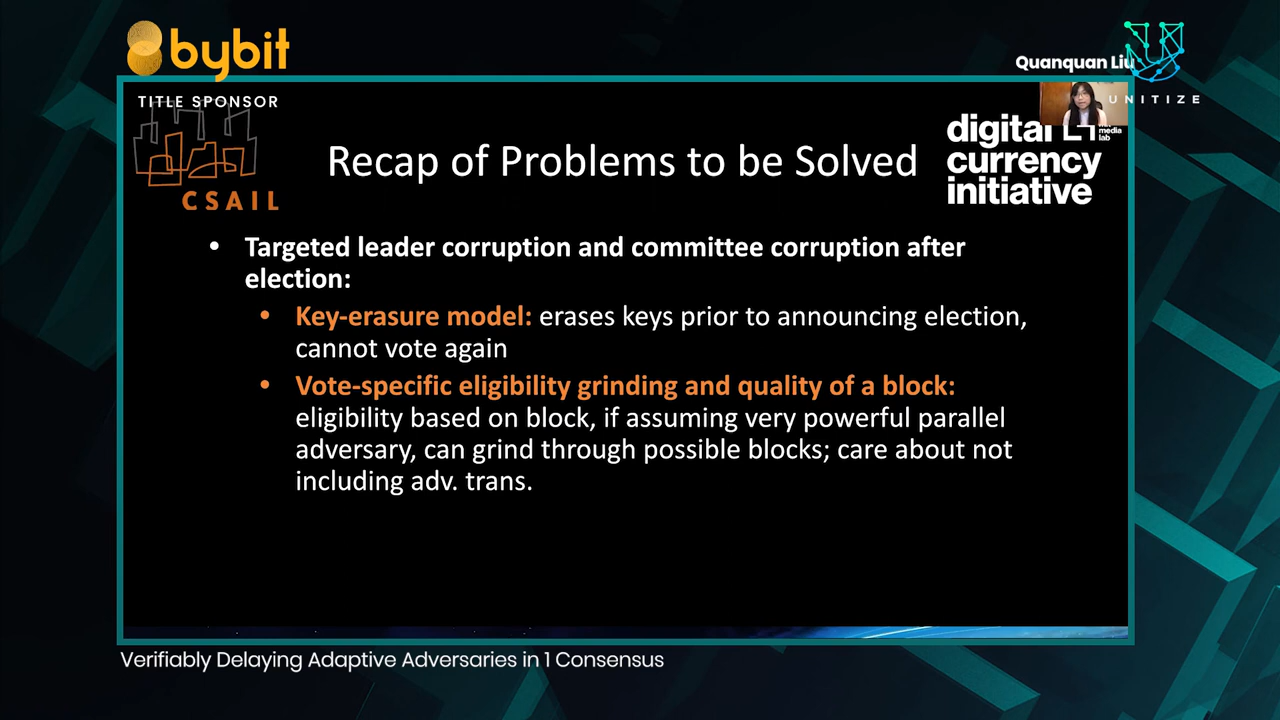 bybit
TITLE SPONSOR
Quanquan Liu
UNITIZE
CSAIL
Recap of Problems to be Solved
digital
media
lab
currency
initiative
• Targeted leader corruption and committee corruption after
election:
• Key-erasure model: erases keys prior to announcing election,
cannot vote again
• Vote-specific eligibility grinding and quality of a block:
eligibility based on block, if assuming very powerful parallel
adversary, can grind through possible blocks; care about not
including adv. trans.
Verifiably Delaying Adaptive Adversaries in 1 Consensus